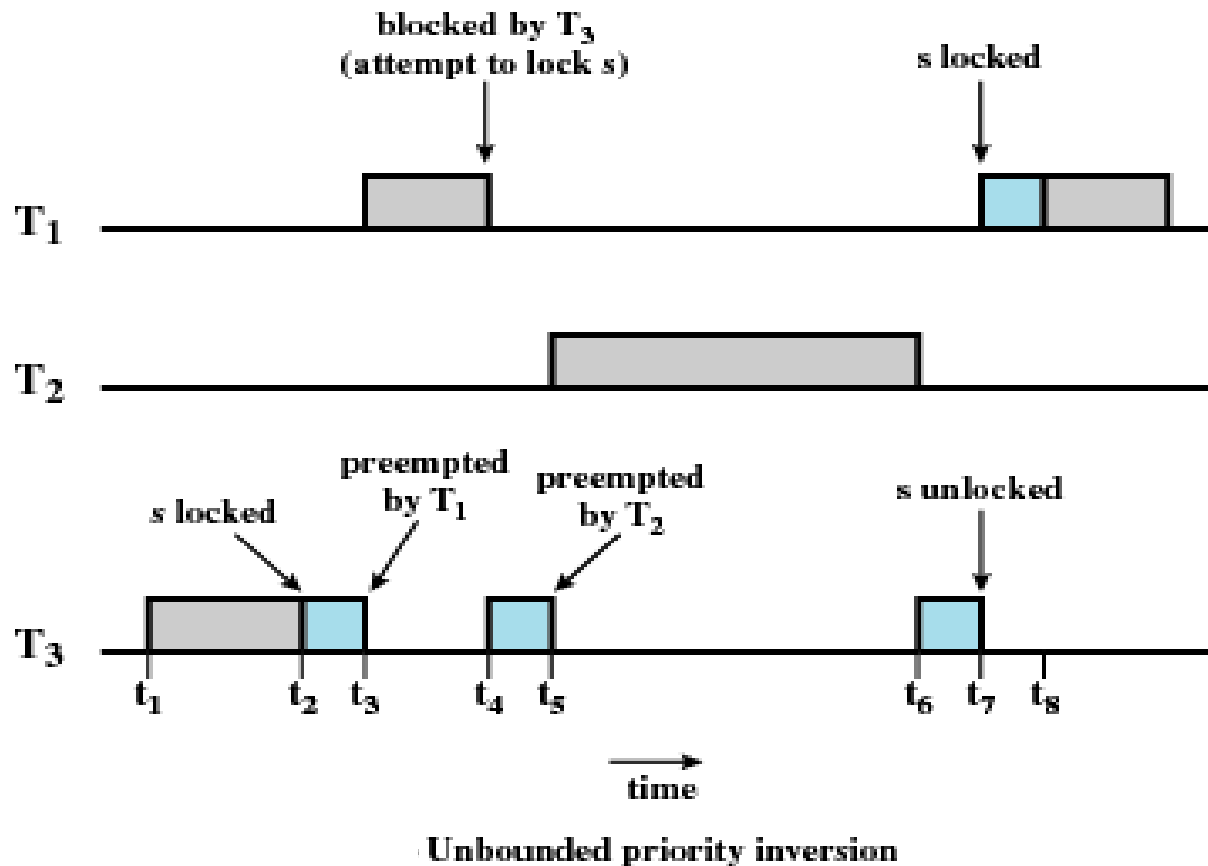 blocked by T3
(attempt to lock s)
s locked
T1
T2
preempted
by T1
preempted
by T2
s locked
s unlocked
T3
t1 t2 t3 t4 t5 t6 t7 t8
time
Unbounded priority inversion